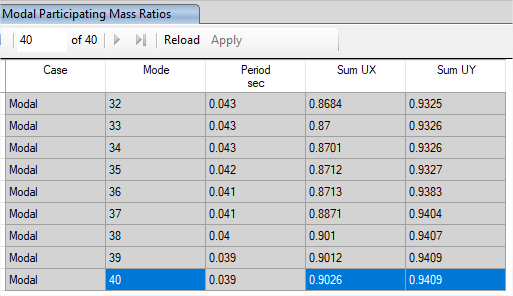 Modal Participating Mass Ratios
40 of 40 Reload Apply
Case Mode Period Sum UX Sum UY
sec
Modal 32 0.043 0.8684 0.9325
Modal 33 0.043 0.87 0.9326
Modal 34 0.043 0.8701 0.9326
Modal 35 0.042 0.8712 0.9327
Modal 36 0.041 0.8713 0.9383
Modal 37 0.041 0.8871 0.9404
Modal 38 0.04 0.901 0.9407
Modal 39 0.039 0.9012 0.9409
Modal 40 0.039 0.9026 0.9409